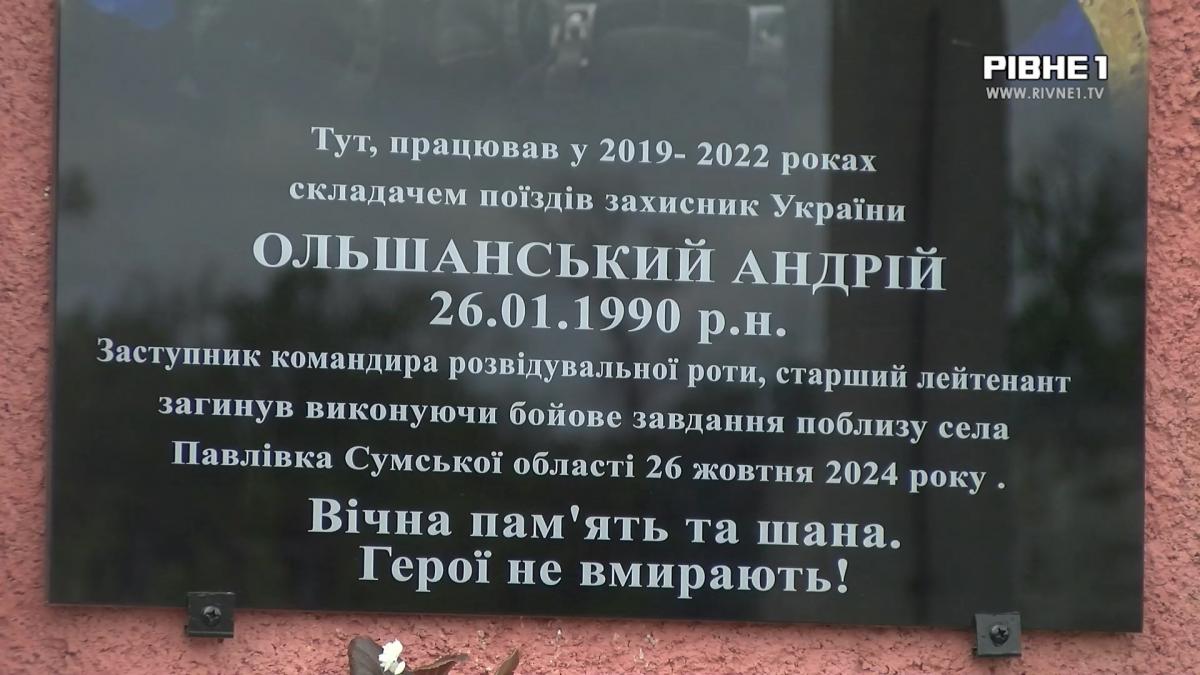 РІВНЕ 1
WWW.RIVNE1.TV
Тут, працював у 2019- 2022 роках
складачем поїздів захисник України
ОЛЬШАНСЬКИЙ АНДРІЙ
26.01.1990 р.н.
Заступник командира розвідувальної роти, старший лейтенант
загинув виконуючи бойове завдання поблизу села
Павлівка Сумської області 26 жовтня 2024 року .
Вічна пам'ять та шана.
Герої не вмирають!